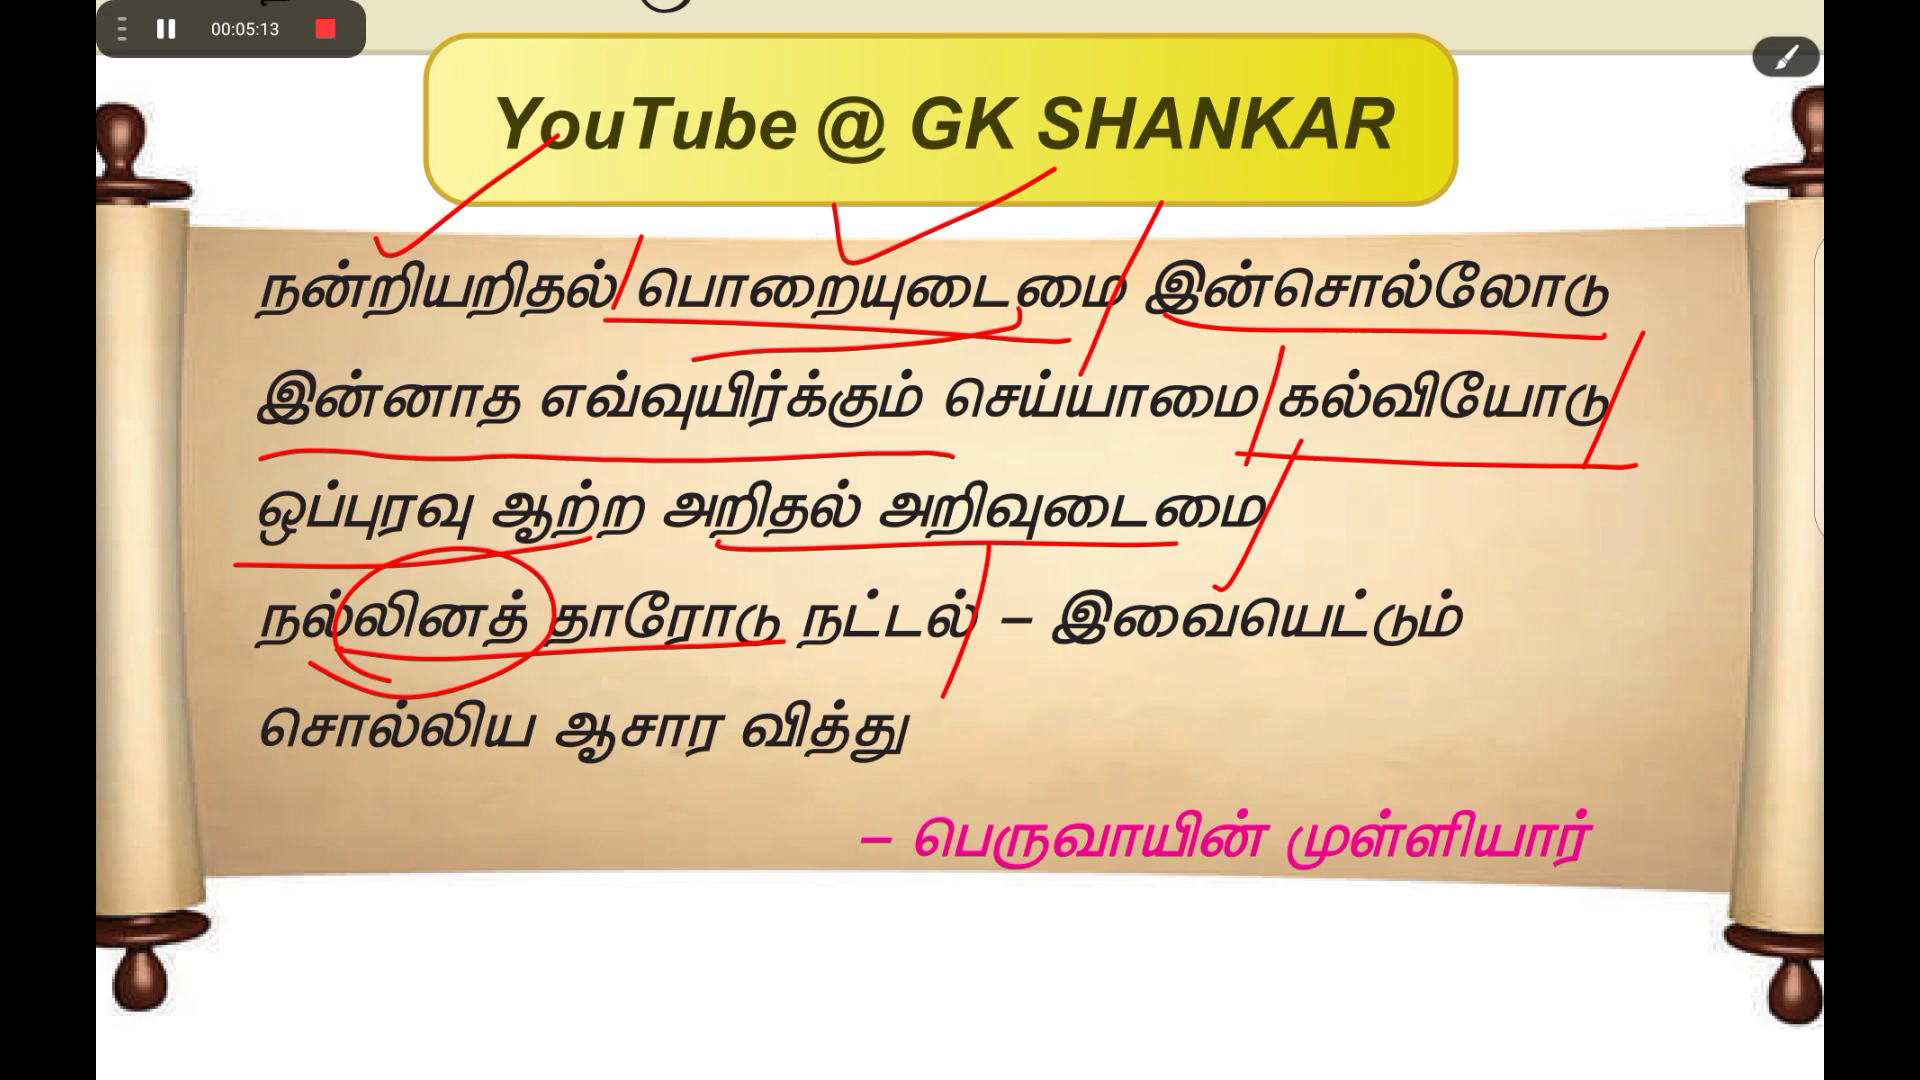 00:05:13
YouTube @ GK SHANKAR
நன்றியறிதல் பொறையுடைமை இன்சொல்லோடு
இன்னாத எவ்வுயிர்க்கும் செய்யாமை கல்வியோடு
ஒப்புரவு ஆற்ற அறிதல் அறிவுடைமை
நல்லினத் தாரோடு நட்டல் – இவையெட்டும்
சொல்லிய ஆசார வித்து
– பெருவாயின் முள்ளியார்